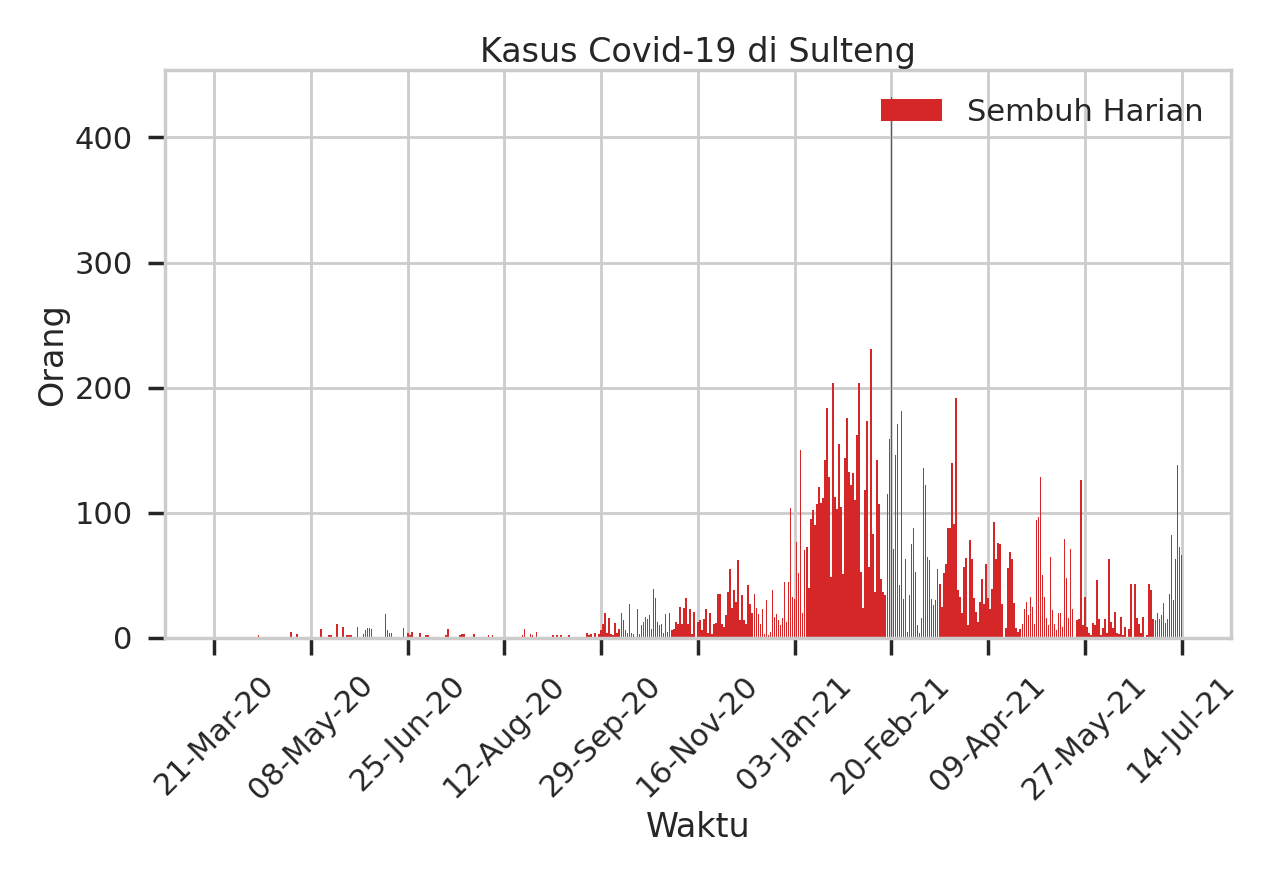 Kasus Covid-19 di Sulteng
Sembuh Harian
Orang
400
300
200
100
0
21-Mar-20
08-May-20
25-Jun-20
12-Aug-20
29-Sep-20
16-Nov-20
03-Jan-21
20-Feb-21
09-Apr-21
27-May-21
14-Jul-21
Waktu